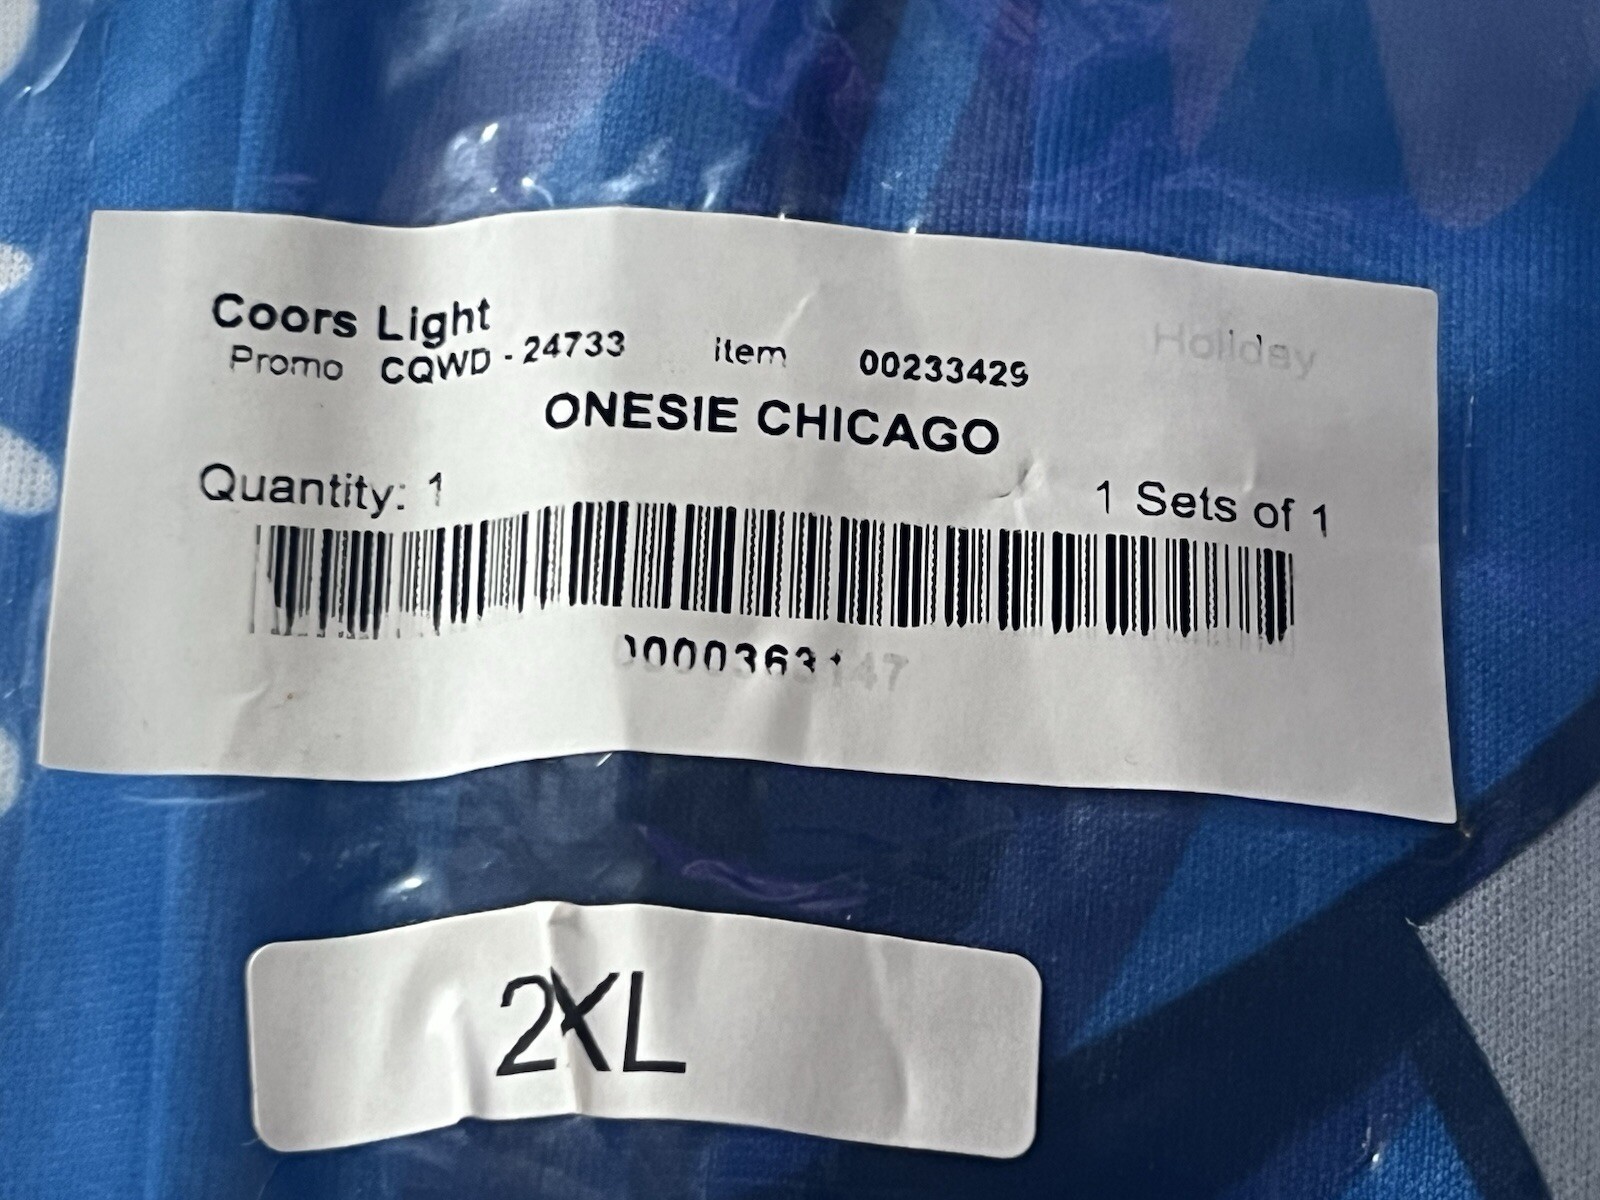 Coors Light
Promo CQWD - 24733 item 00233429 Holiday
ONESIE CHICAGO
Quantity: 1 1 Sets of 1
2XL